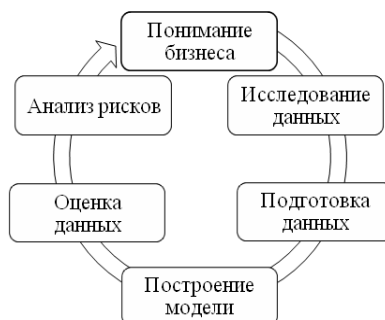 Понимание
бизнеса
Исследование
данных
Подготовка
данных
Построение
модели
Оценка
данных
Анализ рисков